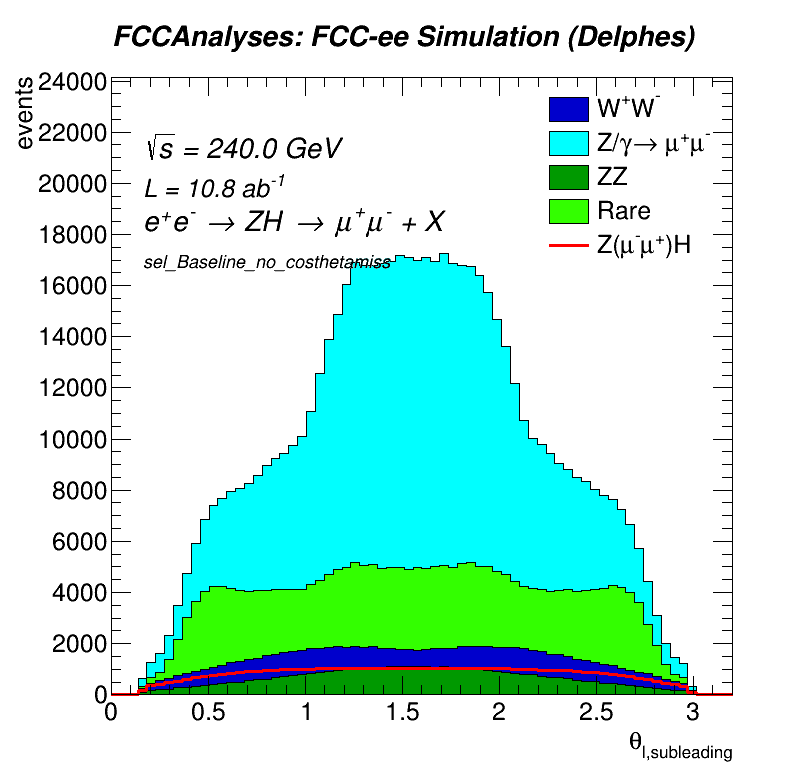 FCCAnalyses: FCC-ee Simulation (Delphes)
events
24000
22000
20000
18000
16000
14000
12000
10000
8000
6000
4000
2000
0
√s = 240.0 GeV
L = 10.8 ab⁻¹
e⁺e⁻ → ZH → μ⁺μ⁻ + X
sel_Baseline_no_costhetamiss
W⁺W⁻
Z/γ→ μ⁺μ⁻
ZZ
Rare
Z(μ⁻μ⁺)H
0 0.5 1 1.5 2 2.5 3
θl,subleading